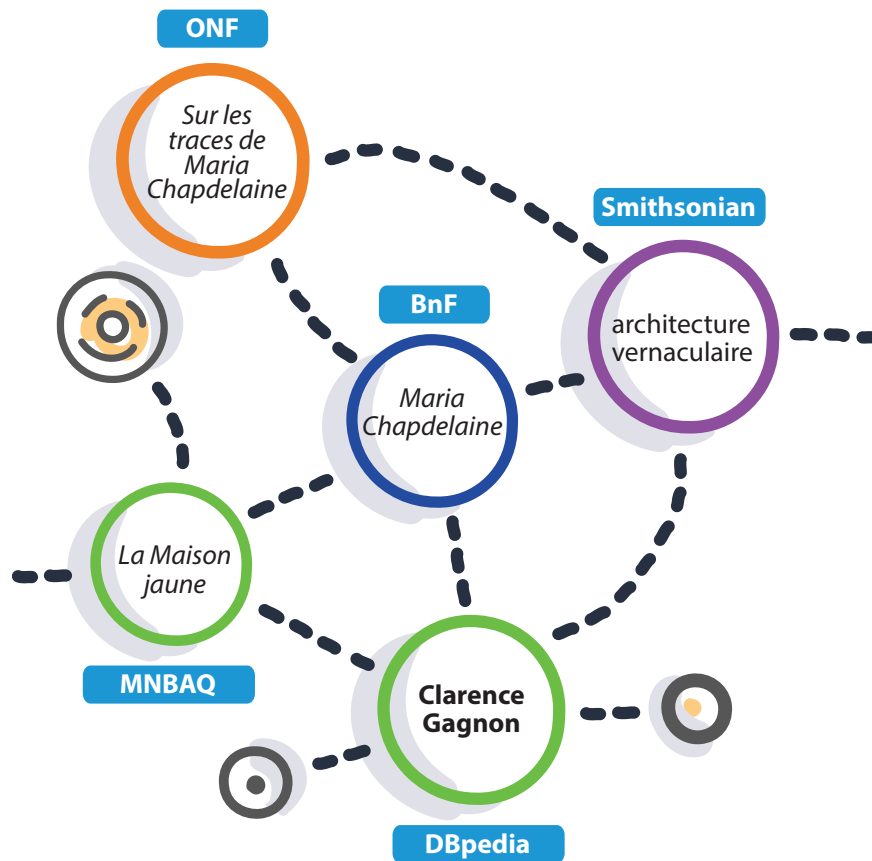 ONF
Sur les
traces de
Maria
Chapdelaine
Smithsonian
architecture
vernaculaire
BnF
Maria
Chapdelaine
La Maison
jaune
MNBAQ
Clarence
Gagnon
DBpedia